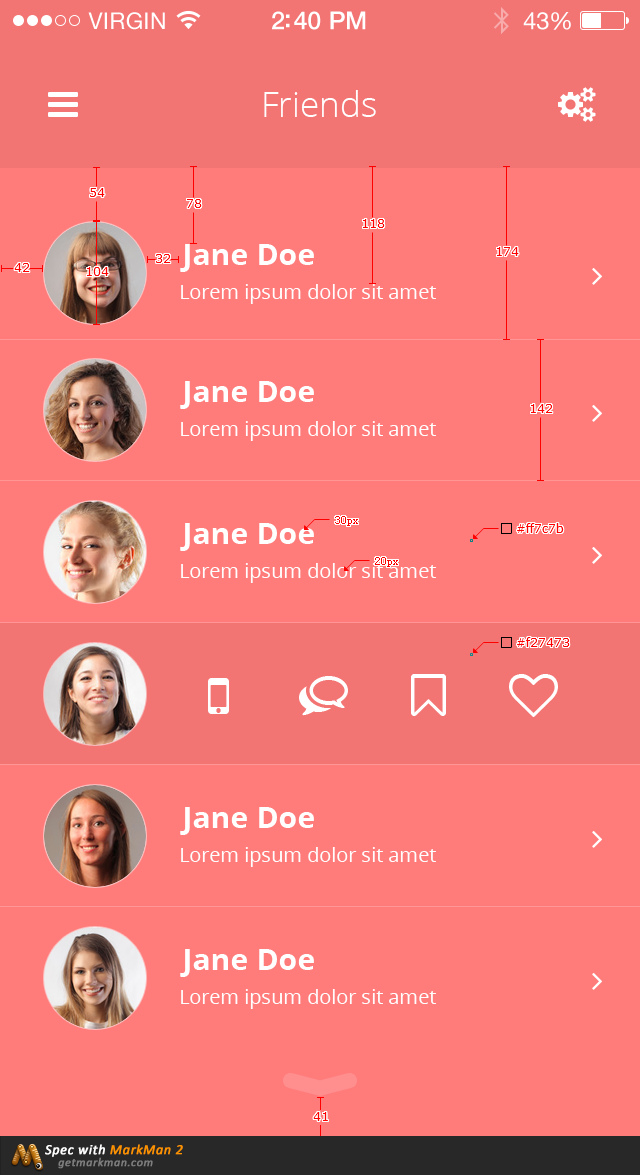 VIRGIN 2:40 PM 43%
Friends
54
78
118
174
42
104
32
Jane Doe
Lorem ipsum dolor sit amet
Jane Doe
142
Lorem ipsum dolor sit amet
30px
#ff7c7b
Jane Doe
20px
Lorem ipsum dolor sit amet
#f27473
Jane Doe
Lorem ipsum dolor sit amet
Jane Doe
Lorem ipsum dolor sit amet
41
Spec with MarkMan 2
getmarkman.com